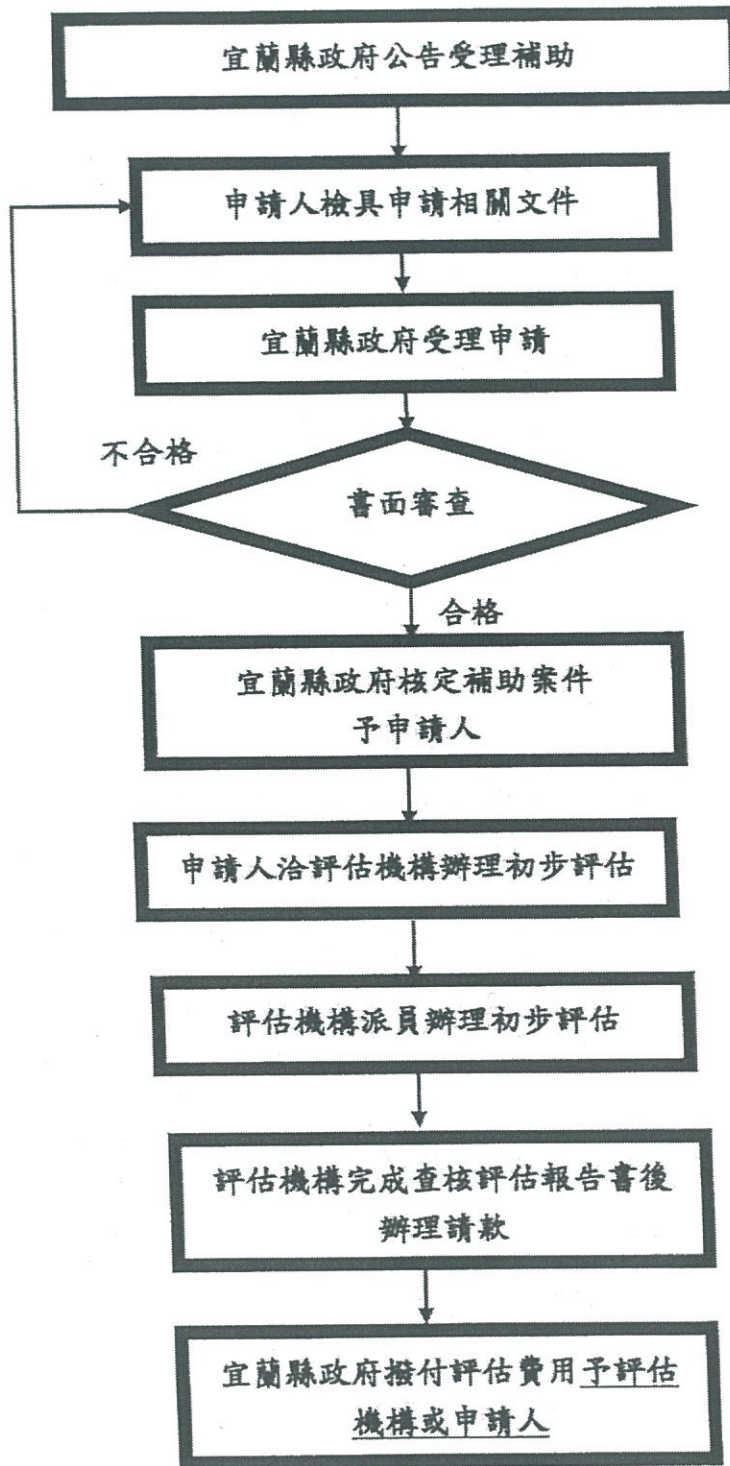 宜蘭縣政府公告受理補助
申請人檢具申請相關文件
宜蘭縣政府受理申請
不合格
書面審查
合格
宜蘭縣政府核定補助案件
予申請人
申請人洽評估機構辦理初步評估
評估機構派員辦理初步評估
評估機構完成查核評估報告書後
辦理請款
宜蘭縣政府撥付評估費用予評估
機構或申請人